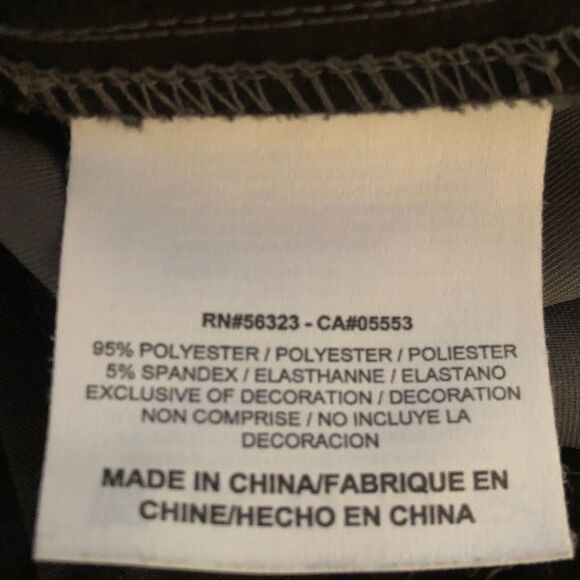 RN#56323 - CA#05553
95% POLYESTER / POLYESTER / POLIESTER
5% SPANDEX / ELASTHANNE / ELASTANO
EXCLUSIVE OF DECORATION / DECORATION
NON COMPRISE / NO INCLUYE LA
DECORACION
MADE IN CHINA/FABRIQUE EN
CHINE/HECHO EN CHINA